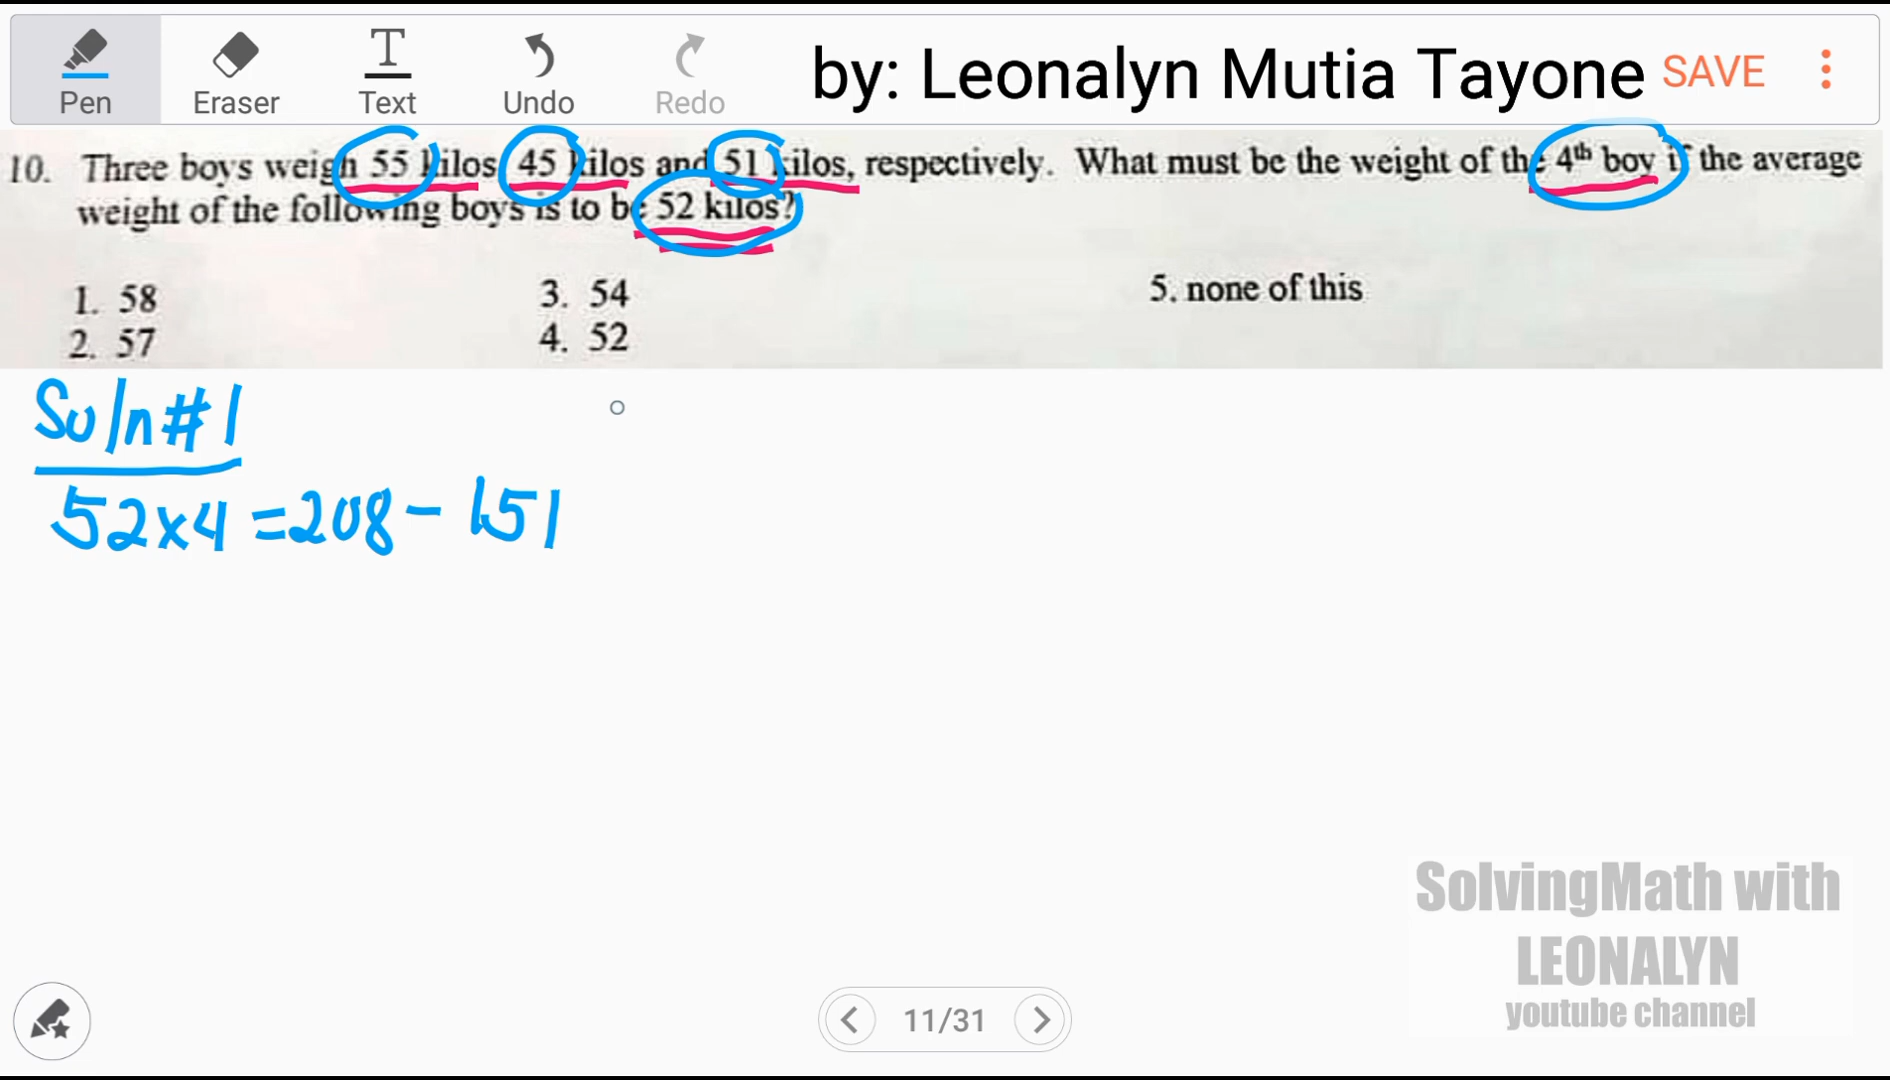 Pen
Eraser
Text
Undo
Redo
by: Leonalyn Mutia Tayone
SAVE
10. Three boys weigh 55 kilos 45 kilos and 51 kilos, respectively. What must be the weight of the 4th boy if the average
weight of the following boys is to be 52 kilos?
1. 58
2. 57
3. 54
4. 52
5. none of this
Soln#1
52x4=208-151
SolvingMath with
LEONALYN
youtube channel
11/31